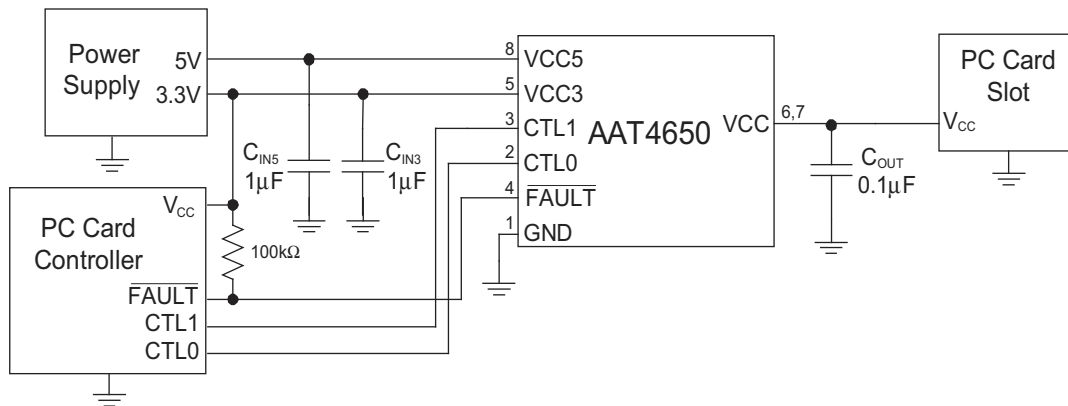 Power
Supply
5V
3.3V
8
VCC5
5
VCC3
3
CTL1
2
CTL0
4
FAULT
1
GND
AAT4650
VCC
6,7
PC Card
Slot
VCC
CIN5
1µF
CIN3
1µF
COUT
0.1µF
PC Card
Controller
VCC
100kΩ
FAULT
CTL1
CTL0